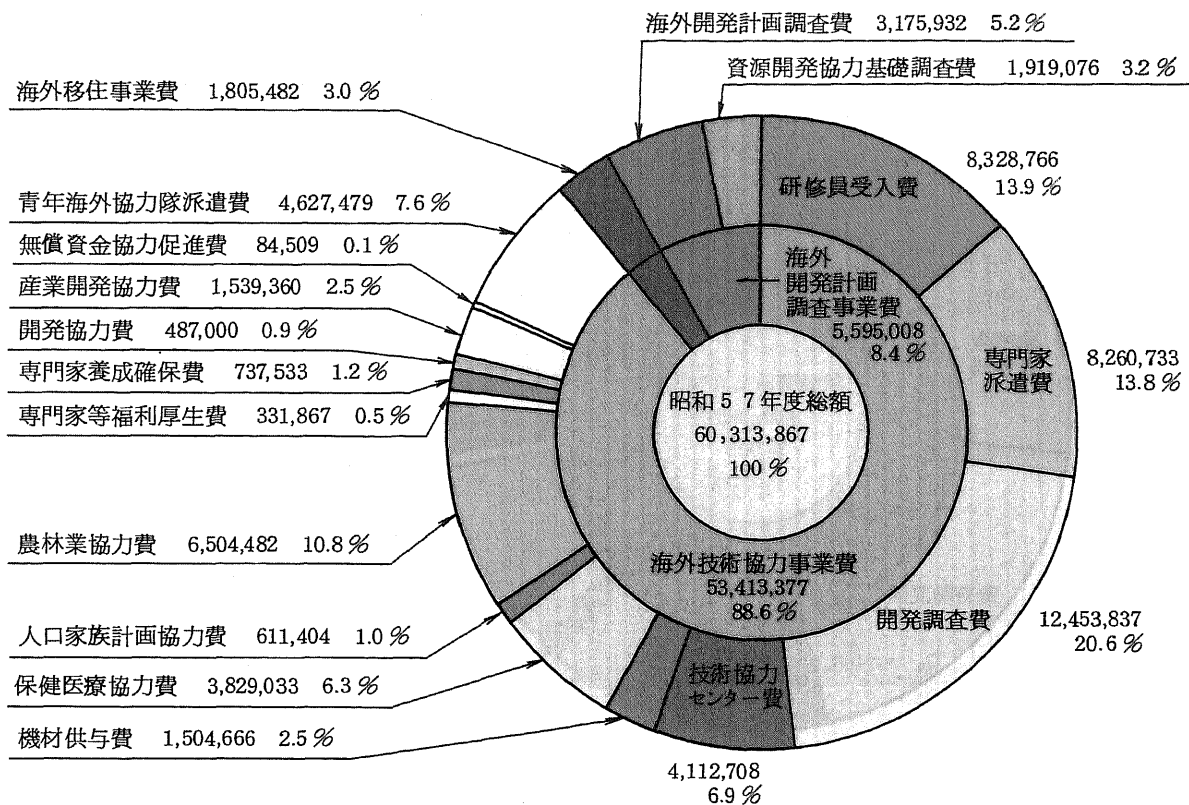 海外開発計画調査費 3,175,932 5.2%
資源開発協力基礎調査費 1,919,076 3.2%
海外移住事業費 1,805,482 3.0%
青年海外協力隊派遣費 4,627,479 7.6%
無償資金協力促進費 84,509 0.1%
産業開発協力費 1,539,360 2.5%
開発協力費 487,000 0.9%
専門家養成確保費 737,533 1.2%
専門家等福利厚生費 331,867 0.5%
農林業協力費 6,504,482 10.8%
人口家族計画協力費 611,404 1.0%
保健医療協力費 3,829,033 6.3%
機材供与費 1,504,666 2.5%
研修員受入費
8,328,766
13.9%
専門家
派遣費
8,260,733
13.8%
開発調査費
12,453,837
20.6%
技術協力
センター費
4,112,708
6.9%
海外
開発計画
調査事業費
5,595,008
8.4%
昭和57年度総額
60,313,867
100%
海外技術協力事業費
53,413,377
88.6%